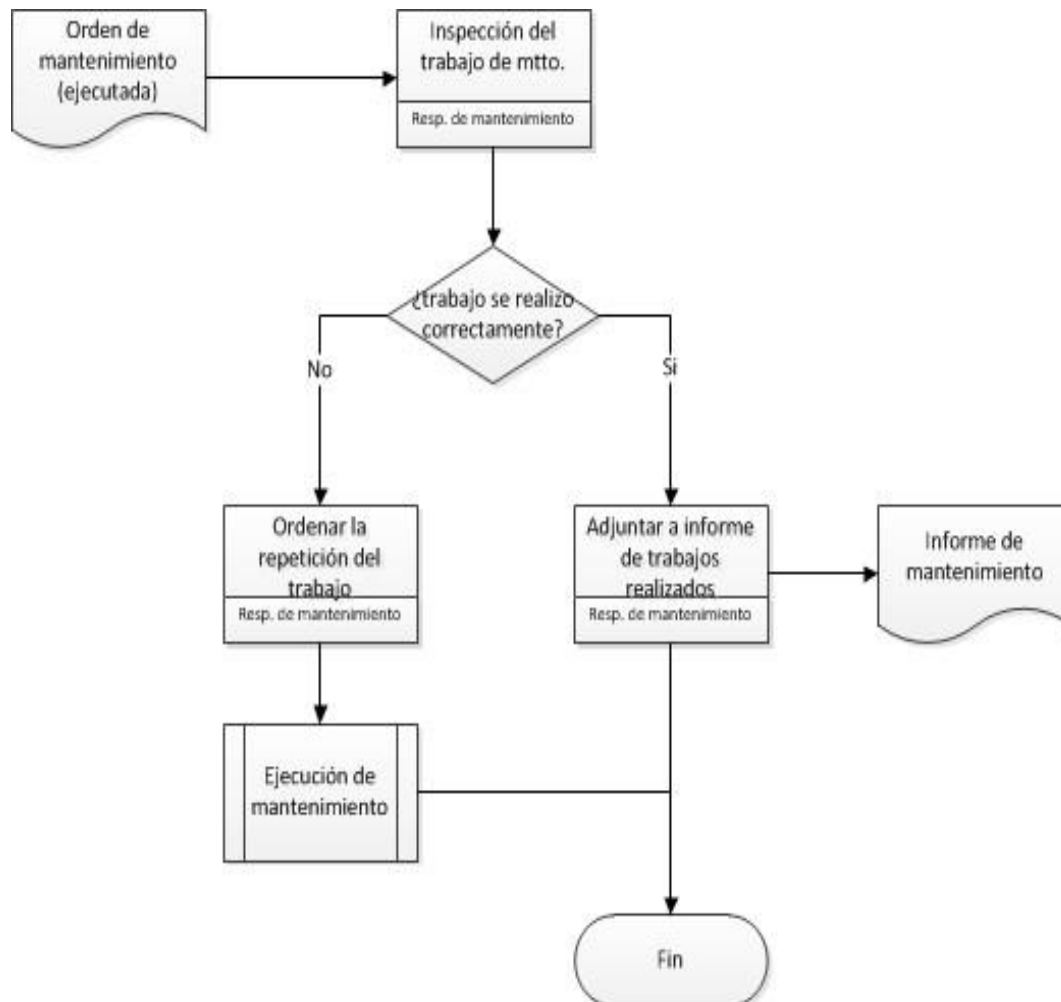 Orden de
mantenimiento
(ejecutada)
Inspección del
trabajo de mtto.
Resp. de mantenimiento
¿trabajo se realizo
correctamente?
No
Si
Ordenar la
repetición del
trabajo
Resp. de mantenimiento
Adjuntar a informe
de trabajos
realizados
Resp. de mantenimiento
Informe de
mantenimiento
Ejecución de
mantenimiento
Fin